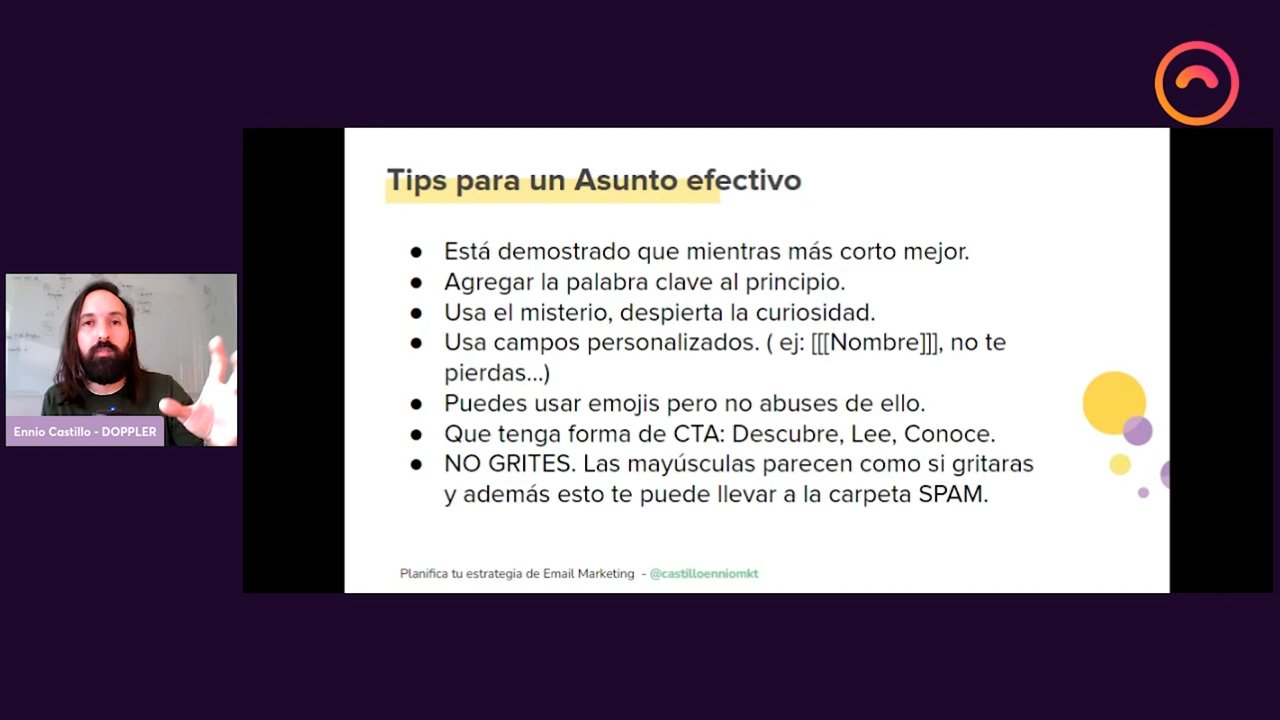 Tips para un Asunto efectivo
● Está demostrado que mientras más corto mejor.
● Agregar la palabra clave al principio.
● Usa el misterio, despierta la curiosidad.
● Usa campos personalizados. ( ej: [[[Nombre]]], no te
pierdas...)
● Puedes usar emojis pero no abuses de ello.
● Que tenga forma de CTA: Descubre, Lee, Conoce.
● NO GRITES. Las mayúsculas parecen como si gritaras
y además esto te puede llevar a la carpeta SPAM.
Planifica tu estrategia de Email Marketing - @castilloenniomkt
Ennio Castillo - DOPPLER